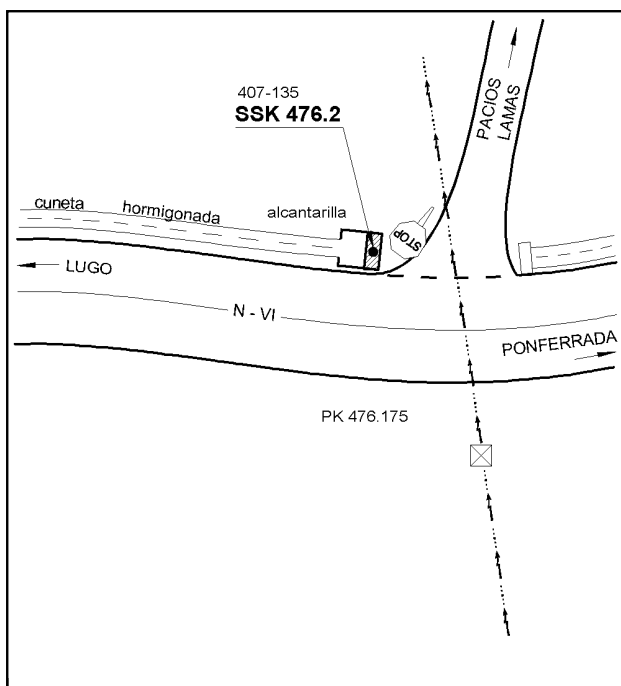 407-135
SSK 476.2
PACIOS
LAMAS
cuneta hormigonada alcantarilla
STOP
LUGO
N - VI
PONFERRADA
PK 476.175